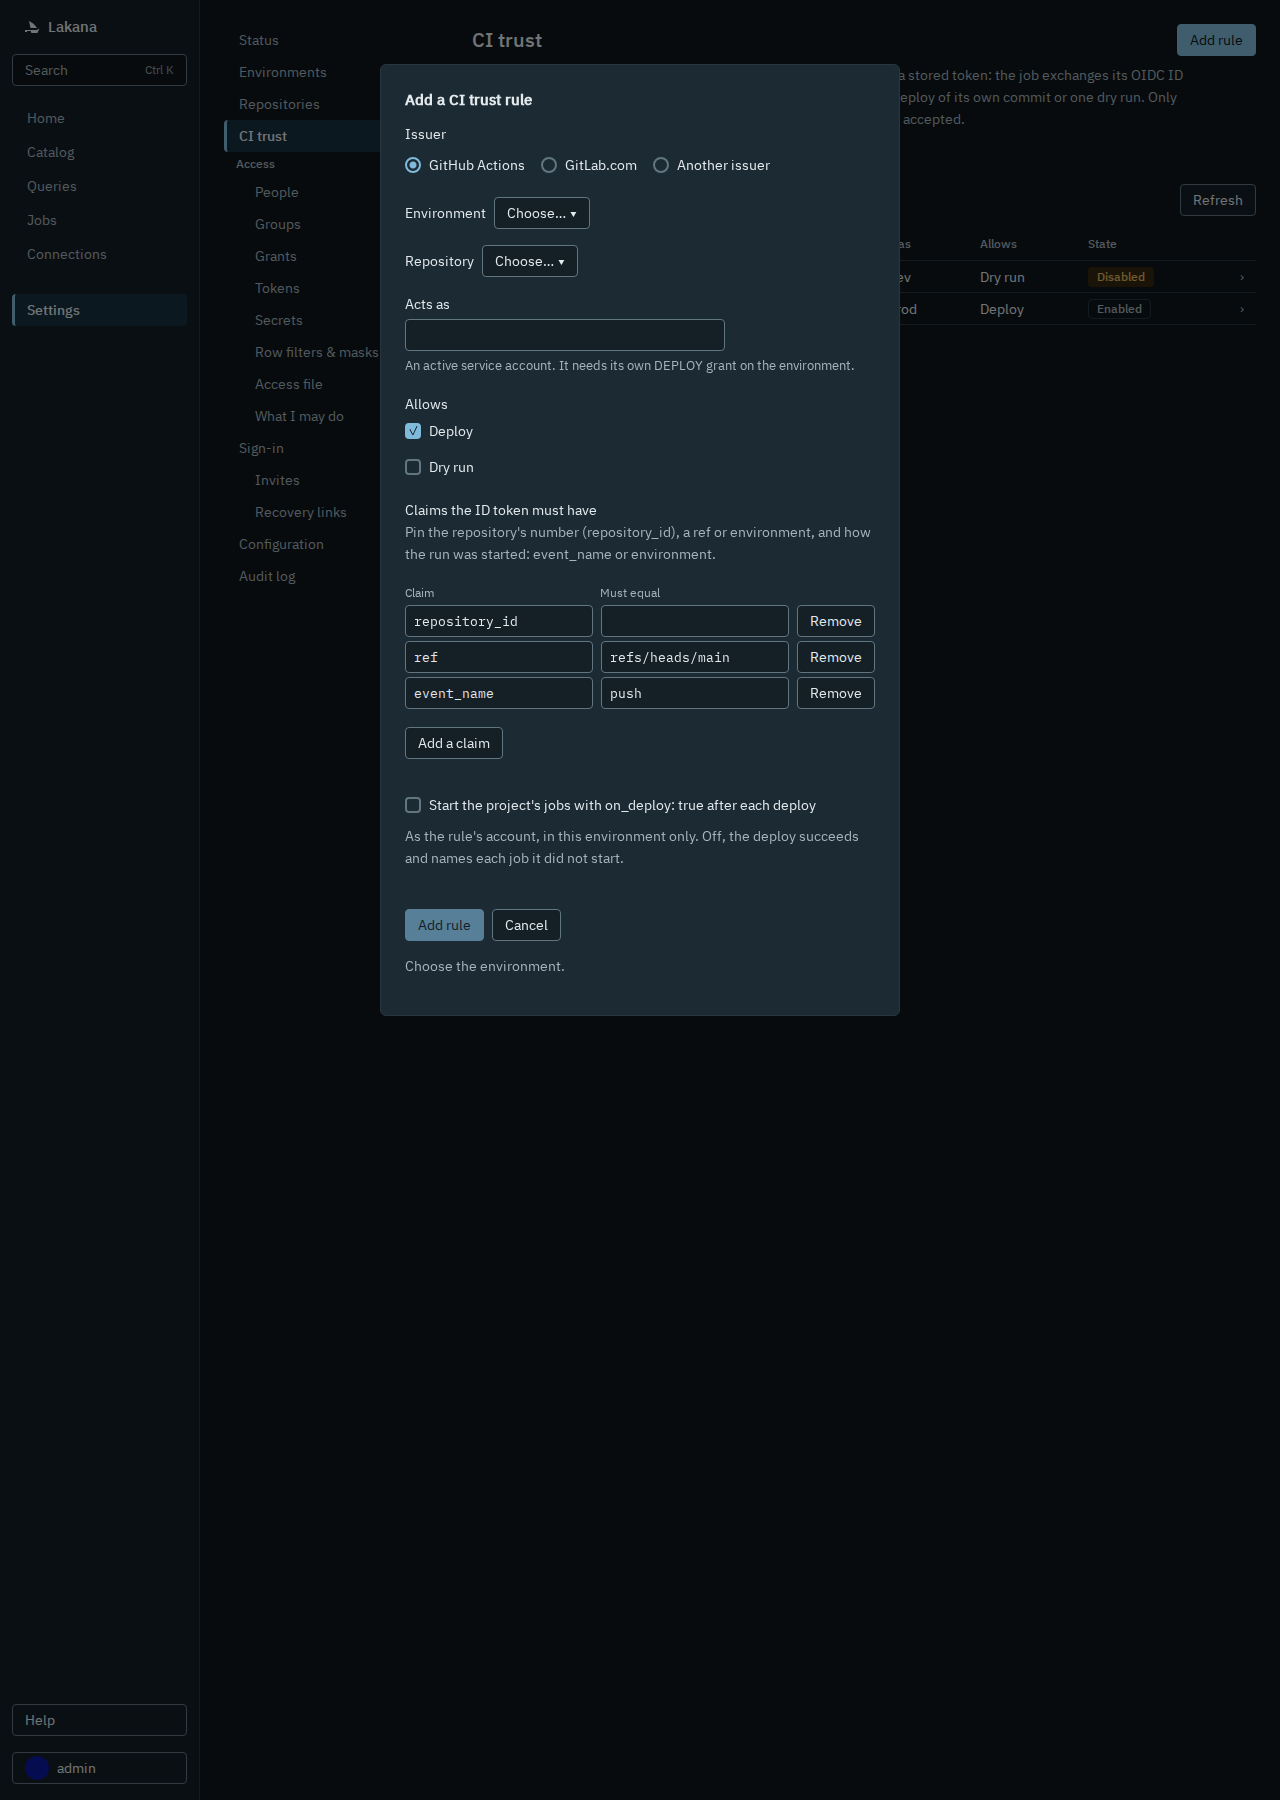 Lakana
Search Ctrl K
Home
Catalog
Queries
Jobs
Connections
Settings
Help
admin
Status
Environments
Repositories
CI trust
Access
People
Groups
Grants
Tokens
Secrets
Row filters & masks
Access file
What I may do
Sign-in
Invites
Recovery links
Configuration
Audit log
CI trust
Add rule
a stored token: the job exchanges its OIDC ID
eploy of its own commit or one dry run. Only
accepted.
Refresh
as Allows State
ev Dry run Disabled ›
rod Deploy Enabled ›
Add a CI trust rule
Issuer
GitHub Actions GitLab.com Another issuer
Environment Choose... ▾
Repository Choose... ▾
Acts as
An active service account. It needs its own DEPLOY grant on the environment.
Allows
Deploy
Dry run
Claims the ID token must have
Pin the repository's number (repository_id), a ref or environment, and how
the run was started: event_name or environment.
Claim Must equal
repository_id Remove
ref refs/heads/main Remove
event_name push Remove
Add a claim
Start the project's jobs with on_deploy: true after each deploy
As the rule's account, in this environment only. Off, the deploy succeeds
and names each job it did not start.
Add rule Cancel
Choose the environment.